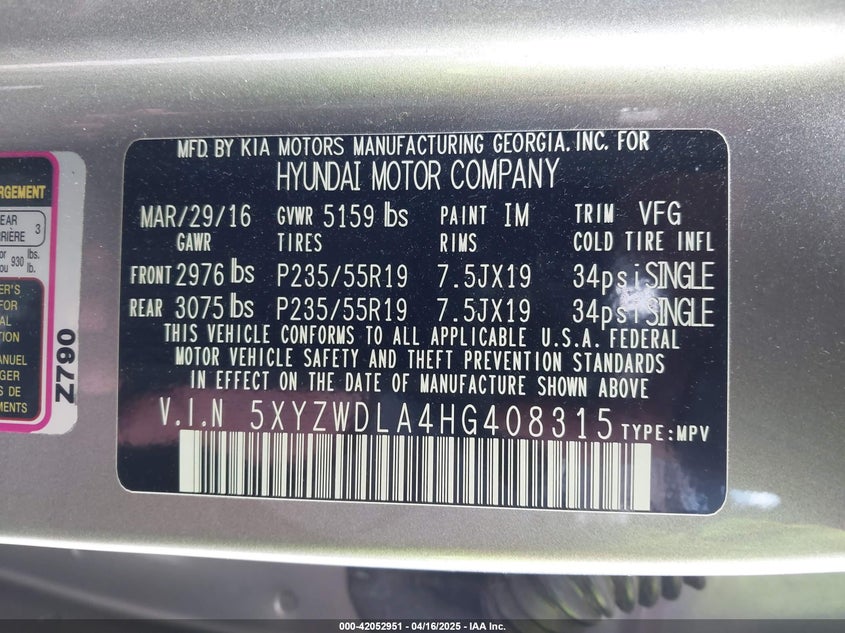 MFD. BY KIA MOTORS MANUFACTURING GEORGIA, INC. FOR
HYUNDAI MOTOR COMPANY
MAR/29/16 GVWR 5159 lbs PAINT IM TRIM VFG
GAWR TIRES RIMS COLD TIRE INFL
FRONT 2976 lbs P235/55R19 7.5JX19 34psi SINGLE
REAR 3075 lbs P235/55R19 7.5JX19 34psi SINGLE
THIS VEHICLE CONFORMS TO ALL APPLICABLE U.S.A. FEDERAL
MOTOR VEHICLE SAFETY AND THEFT PREVENTION STANDARDS
IN EFFECT ON THE DATE OF MANUFACTURE SHOWN ABOVE
V.I.N 5XYZWDLA4HG408315 TYPE:MPV
3
930 lbs.
lb.
FOR
Z790
000-42052951 - 04/16/2025 - IAA Inc.